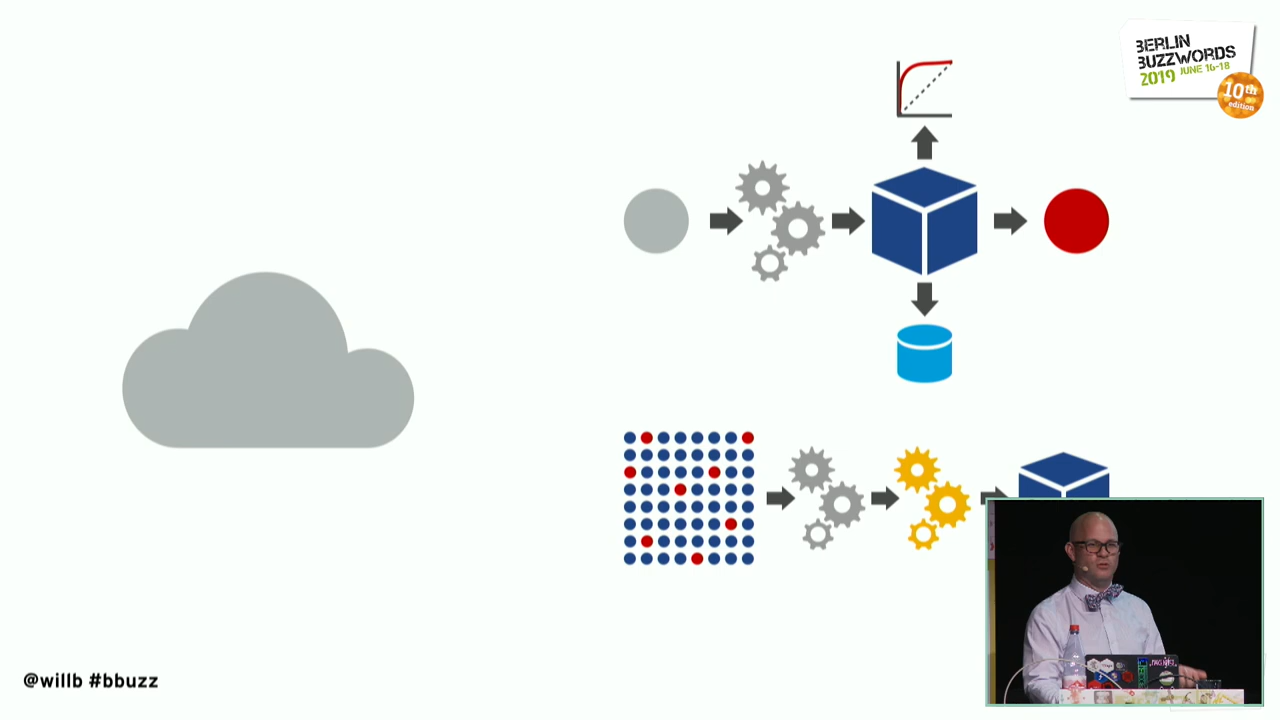 BERLIN
BUZZWORDS
2019 JUNE 16-18
10th
edition
@willb #bbuzz